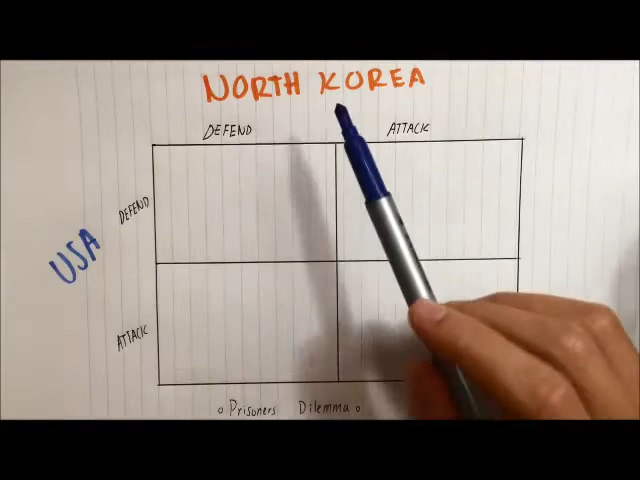 NORTH KOREA
DEFEND ATTACK
DEFEND
USA
ATTACK
o Prisoners Dilemma o